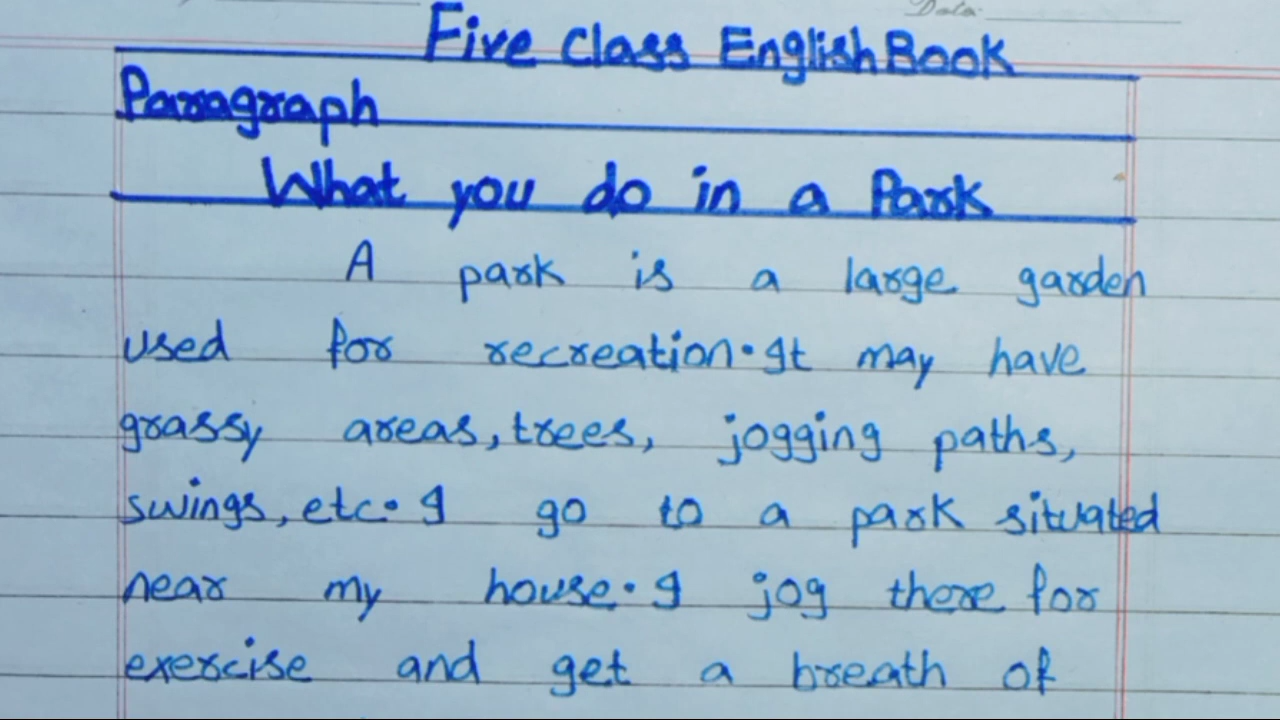 Date
Five Class English Book
Paragraph
What you do in a Park
A park is a large garden
used for recreation. It may have
grassy areas, trees, jogging paths,
swings, etc. I go to a park situated
near my house. I jog there for
exercise and get a breath of